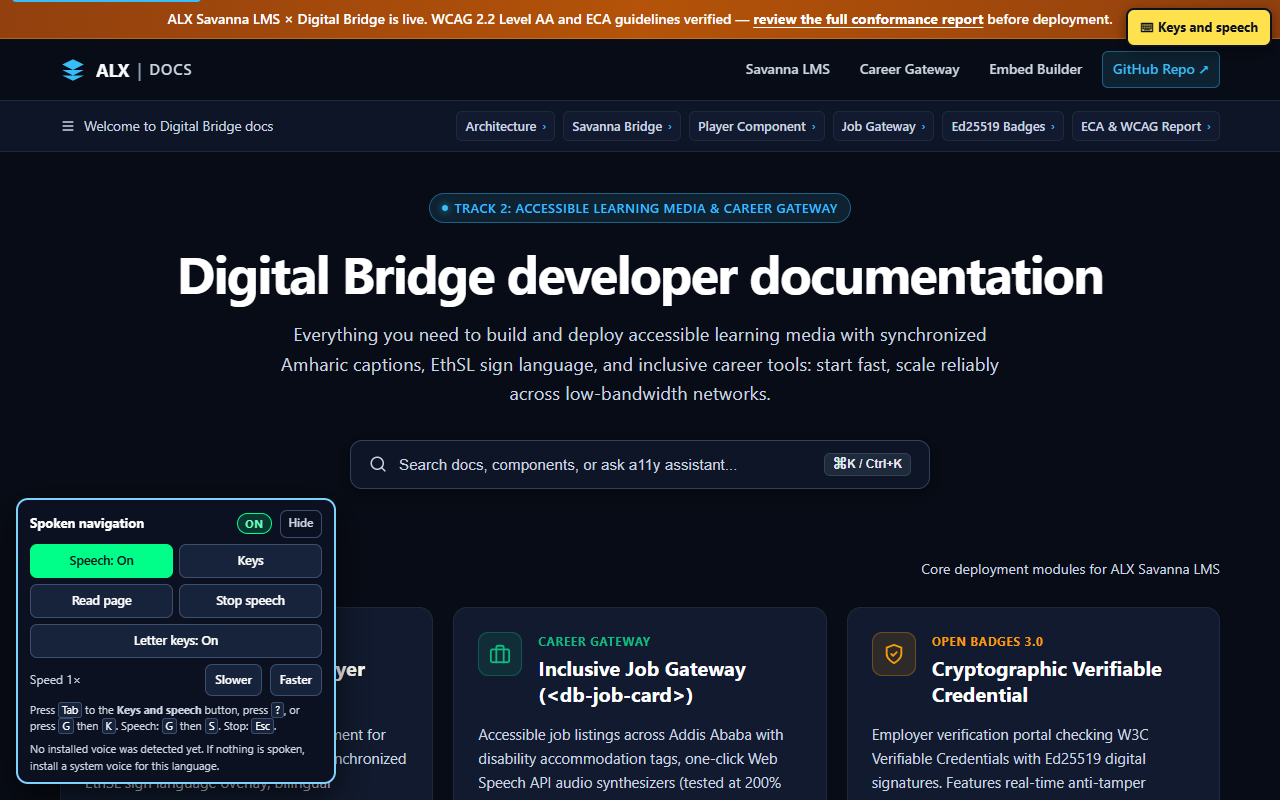 ALX Savanna LMS × Digital Bridge is live. WCAG 2.2 Level AA and ECA guidelines verified — review the full conformance report before deployment.
Keys and speech
ALX | DOCS
Savanna LMS
Career Gateway
Embed Builder
GitHub Repo ↗
☰ Welcome to Digital Bridge docs
Architecture ›
Savanna Bridge ›
Player Component ›
Job Gateway ›
Ed25519 Badges ›
ECA & WCAG Report ›
TRACK 2: ACCESSIBLE LEARNING MEDIA & CAREER GATEWAY
Digital Bridge developer documentation
Everything you need to build and deploy accessible learning media with synchronized
Amharic captions, EthSL sign language, and inclusive career tools: start fast, scale reliably
across low-bandwidth networks.
Search docs, components, or ask a11y assistant...
⌘K / Ctrl+K
Spoken navigation
ON
Hide
Speech: On
Keys
Read page
Stop speech
Letter keys: On
Speed 1×
Slower
Faster
Press Tab to the Keys and speech button, press ?, or
press G then K. Speech: G then S. Stop: Esc.
No installed voice was detected yet. If nothing is spoken,
install a system voice for this language.
Core deployment modules for ALX Savanna LMS
CAREER GATEWAY
Inclusive Job Gateway
(<db-job-card>)
Accessible job listings across Addis Ababa with
disability accommodation tags, one-click Web
Speech API audio synthesizers (tested at 200%
OPEN BADGES 3.0
Cryptographic Verifiable
Credential
Employer verification portal checking W3C
Verifiable Credentials with Ed25519 digital
signatures. Features real-time anti-tamper